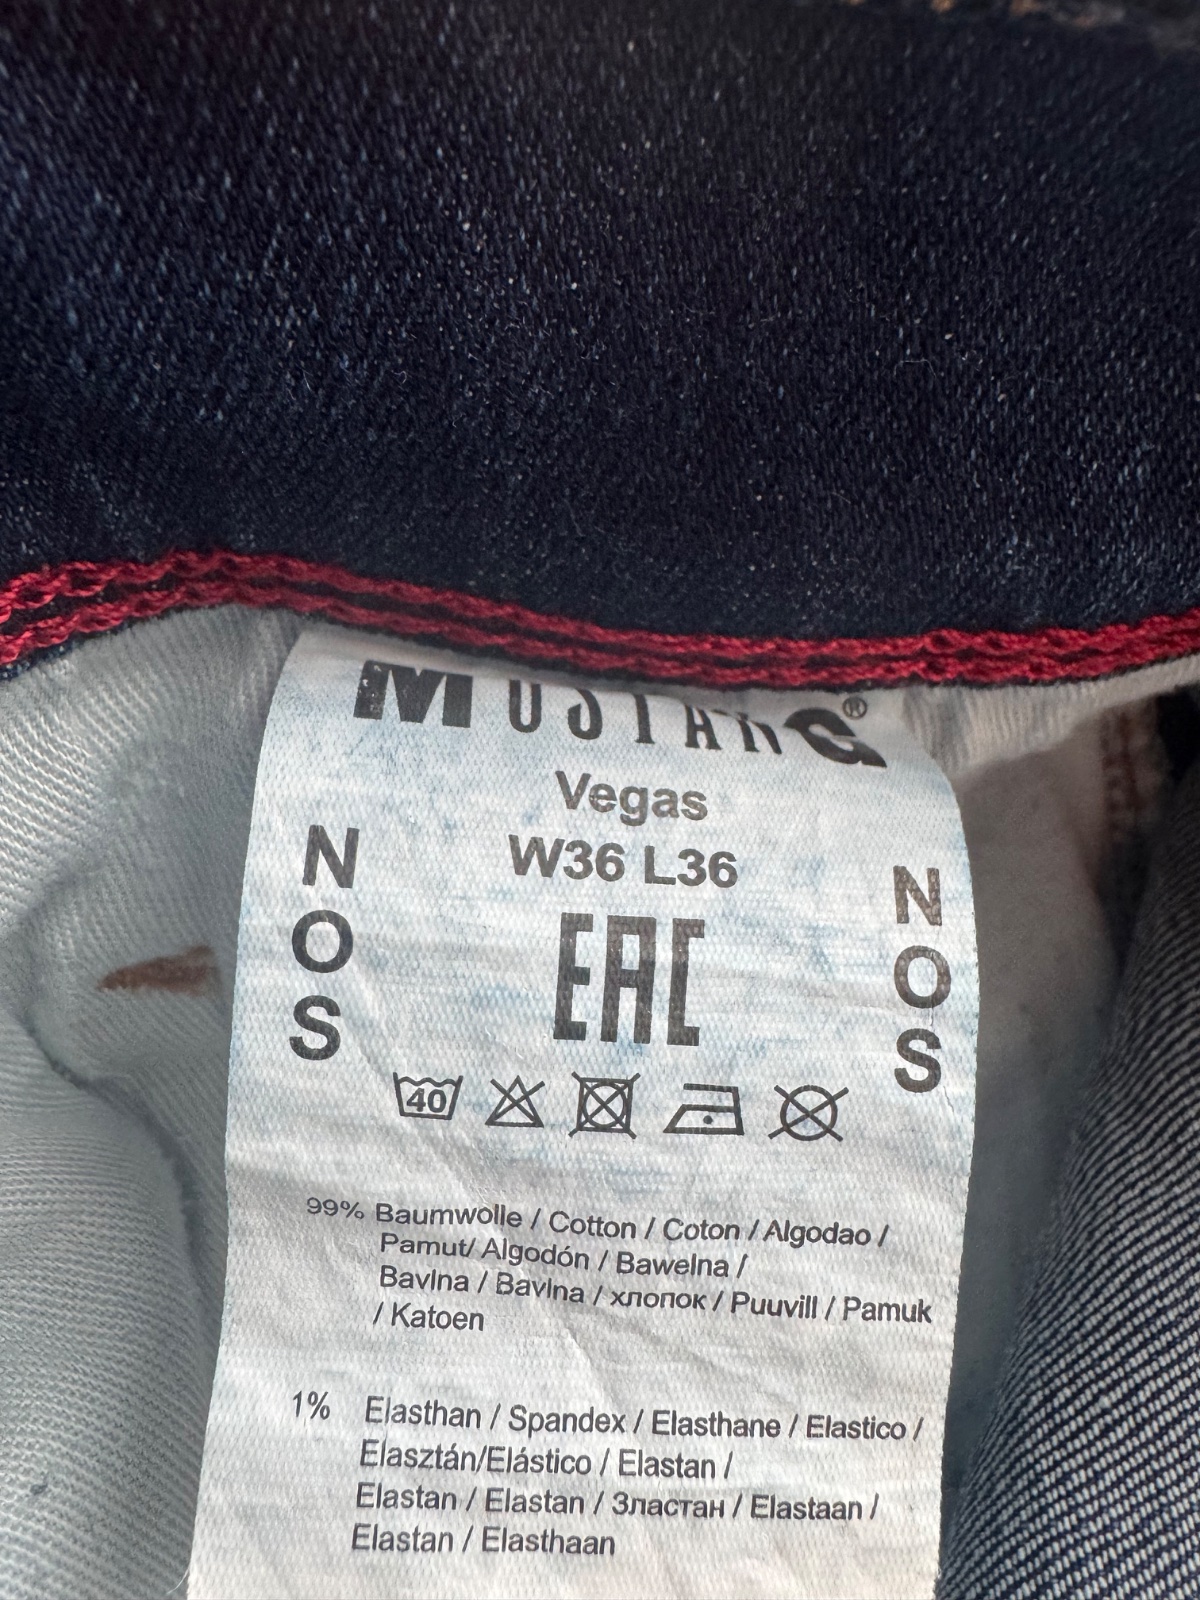 MUSTANG®
Vegas
W36 L36
N
O
S
EAC
N
O
S
40
99% Baumwolle / Cotton / Coton / Algodao /
Pamut/ Algodón / Bawelna /
Bavlna / Bavlna / хлопок / Puuvill / Pamuk
/ Katoen
1% Elasthan / Spandex / Elasthane / Elastico /
Elasztán/Elástico / Elastan /
Elastan / Elastan / Зластан / Elastaan /
Elastan / Elasthaan